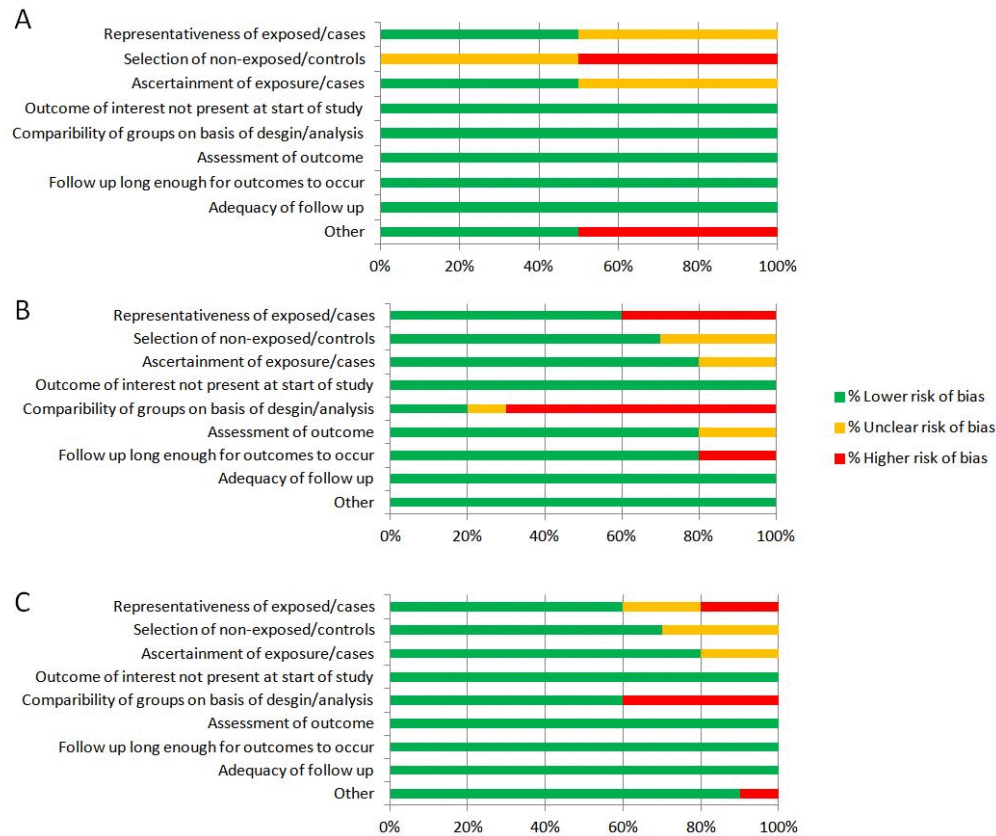 A
Representativeness of exposed/cases
Selection of non-exposed/controls
Ascertainment of exposure/cases
Outcome of interest not present at start of study
Comparibility of groups on basis of desgin/analysis
Assessment of outcome
Follow up long enough for outcomes to occur
Adequacy of follow up
Other
0% 20% 40% 60% 80% 100%
B
Representativeness of exposed/cases
Selection of non-exposed/controls
Ascertainment of exposure/cases
Outcome of interest not present at start of study
Comparibility of groups on basis of desgin/analysis
Assessment of outcome
Follow up long enough for outcomes to occur
Adequacy of follow up
Other
0% 20% 40% 60% 80% 100%
% Lower risk of bias
% Unclear risk of bias
% Higher risk of bias
C
Representativeness of exposed/cases
Selection of non-exposed/controls
Ascertainment of exposure/cases
Outcome of interest not present at start of study
Comparibility of groups on basis of desgin/analysis
Assessment of outcome
Follow up long enough for outcomes to occur
Adequacy of follow up
Other
0% 20% 40% 60% 80% 100%